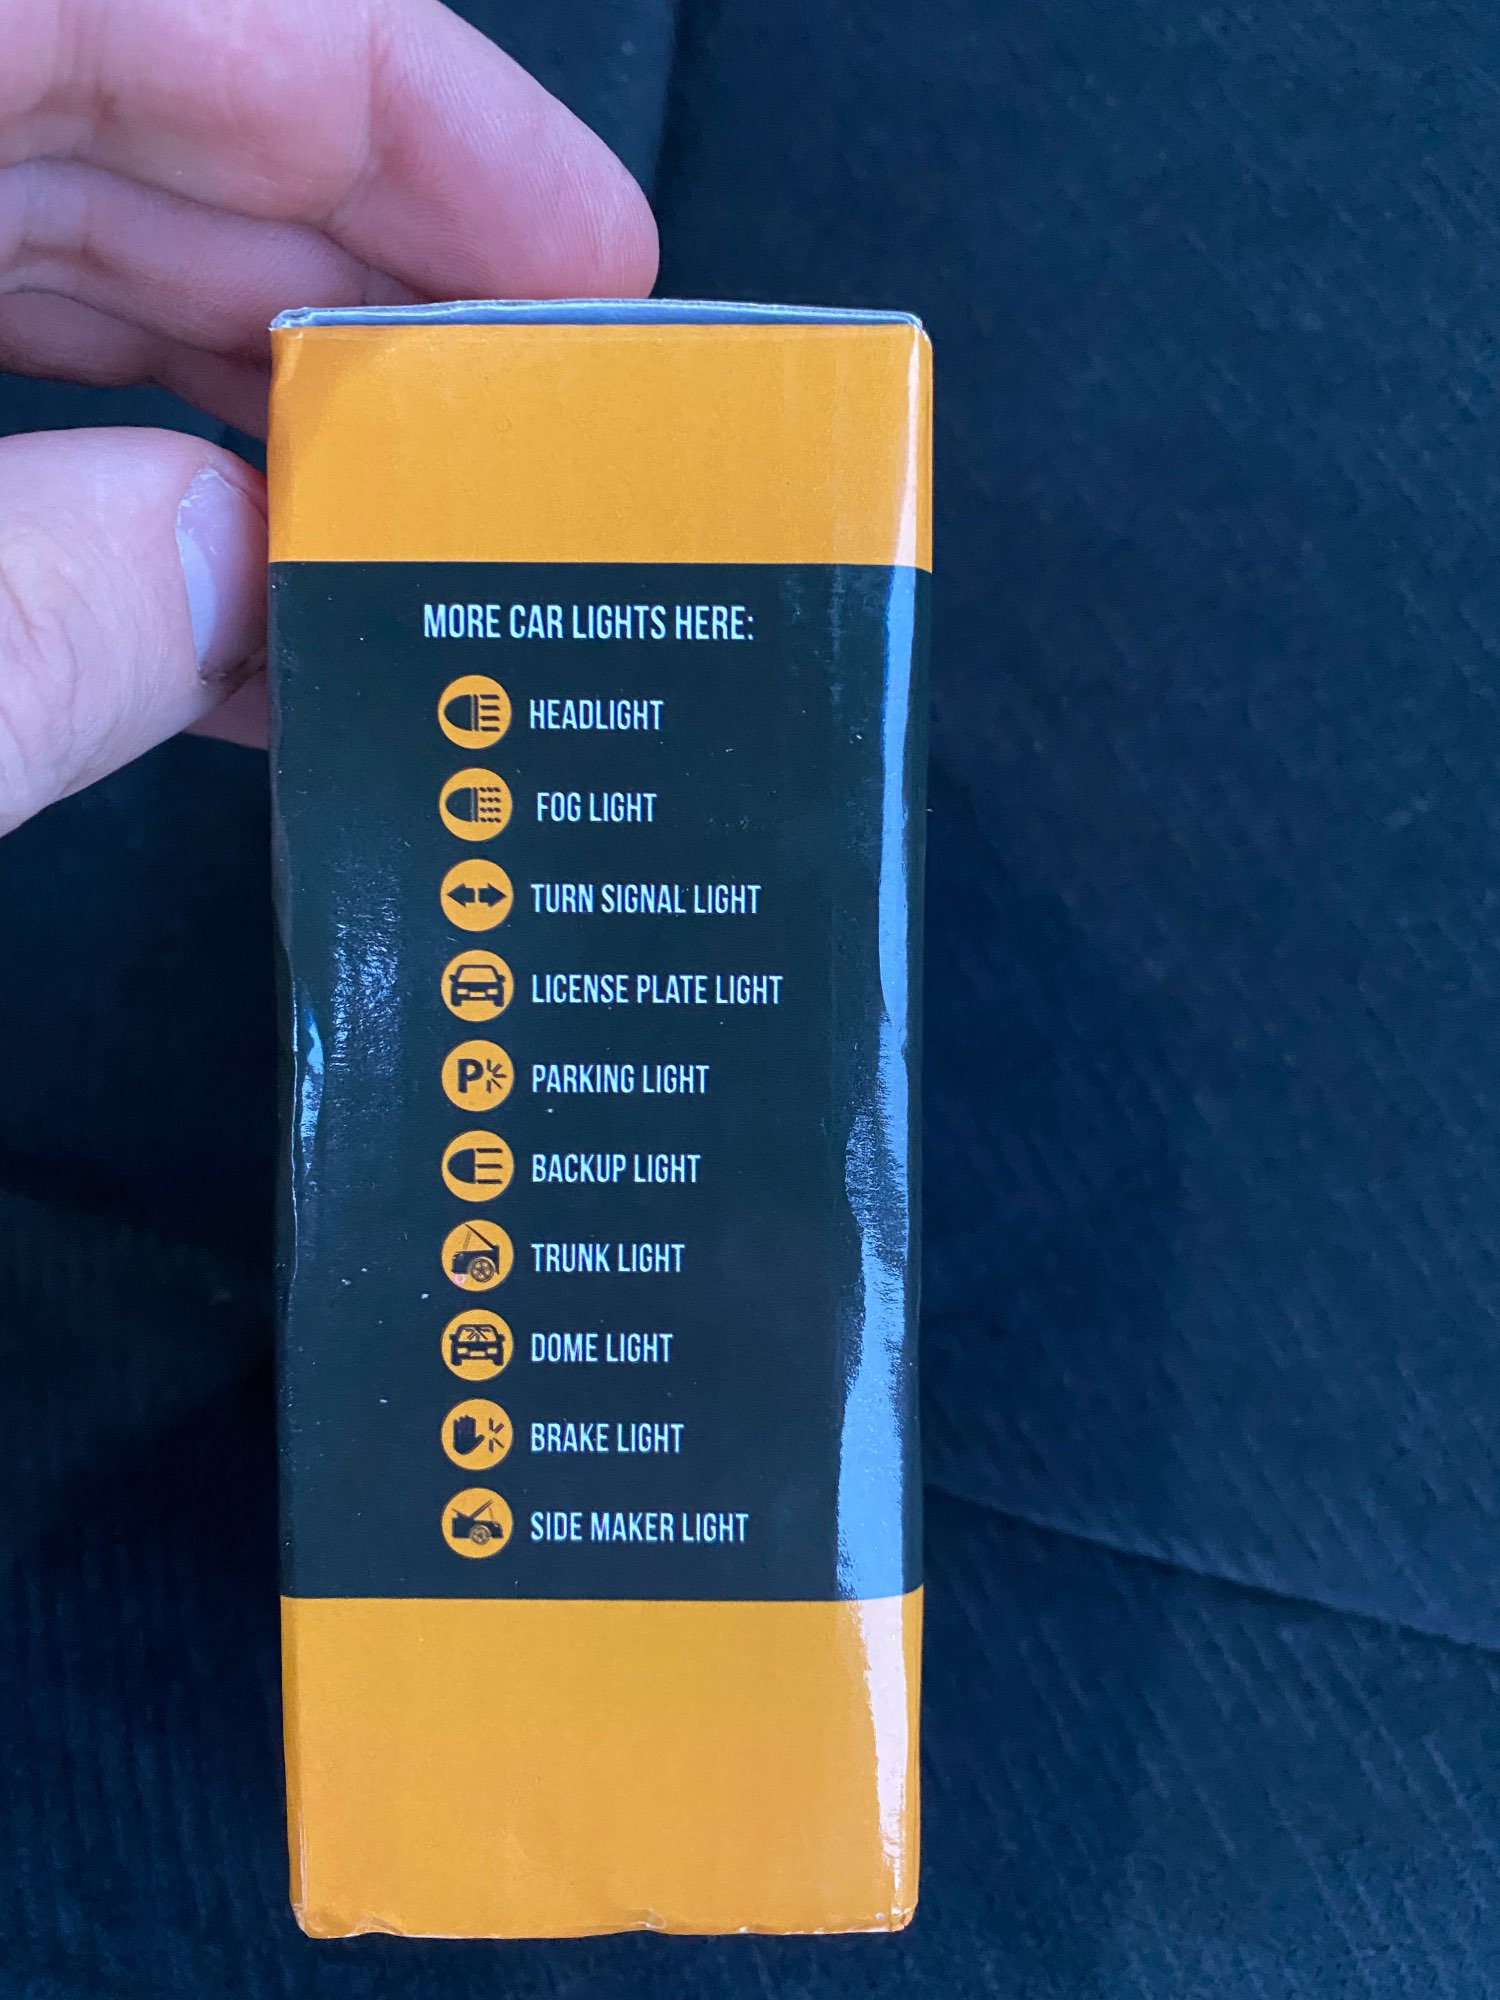 MORE CAR LIGHTS HERE:
HEADLIGHT
FOG LIGHT
TURN SIGNAL LIGHT
LICENSE PLATE LIGHT
P PARKING LIGHT
BACKUP LIGHT
TRUNK LIGHT
DOME LIGHT
BRAKE LIGHT
SIDE MAKER LIGHT